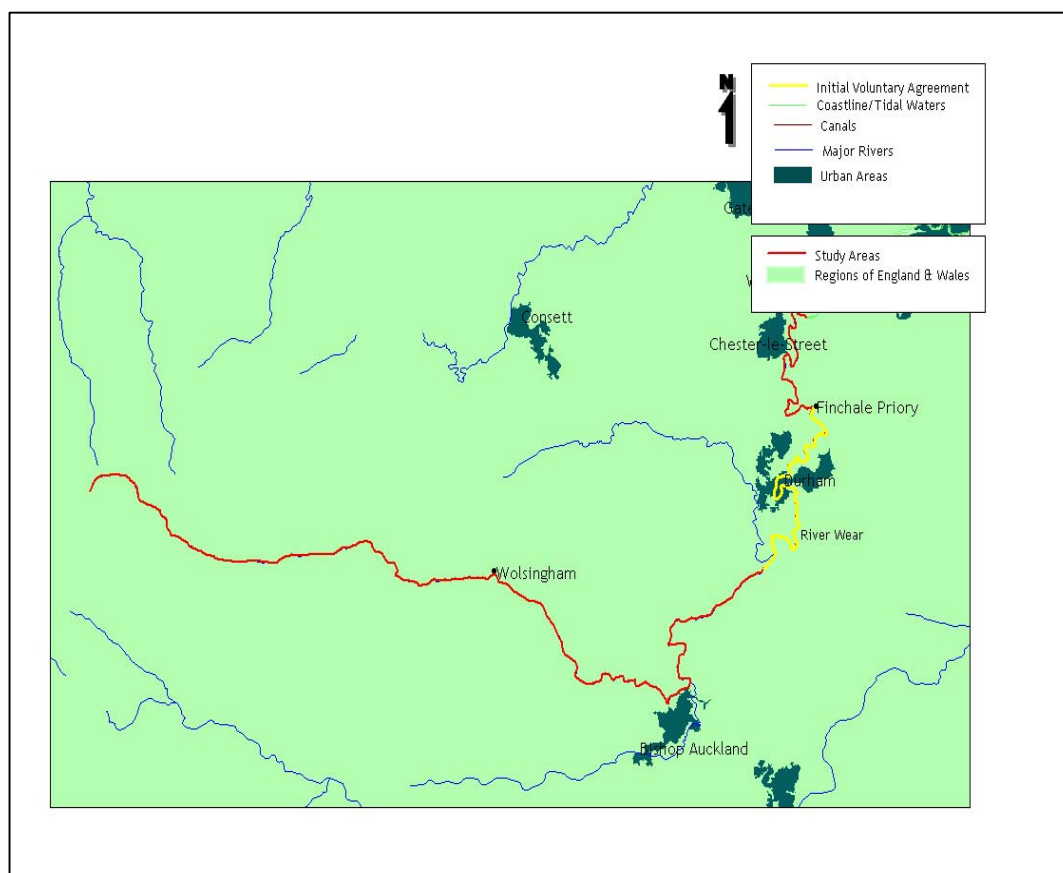 N
Initial Voluntary Agreement
Coastline/Tidal Waters
Canals
Major Rivers
Urban Areas
Study Areas
Regions of England & Wales
Consett
Chester-le-Street
Finchale Priory
Durham
River Wear
Wolsingham
Bishop Auckland